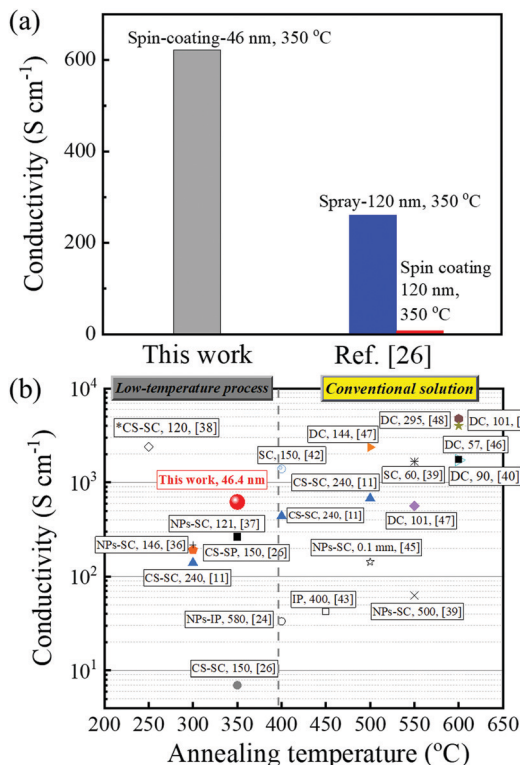 (a)
Conductivity (S cm⁻¹)
600
400
200
0
Spin-coating-46 nm, 350 °C
Spray-120 nm, 350 °C
Spin coating
120 nm,
350 °C
This work
Ref. [26]
(b)
Low-temperature process
Conventional solution
Conductivity (S cm⁻¹)
10⁴
10³
10²
10¹
*CS-SC, 120, [38]
DC, 295, [48]
DC, 101, [
DC, 144, [47]
DC, 57, [46]
SC, 150, [42]
SC, 60, [39]
DC, 90, [40]
This work, 46.4 nm
CS-SC, 240, [11]
NPs-SC, 121, [37]
CS-SC, 240, [11]
DC, 101, [47]
NPs-SC, 146, [36]
CS-SP, 150, [26]
NPs-SC, 0.1 mm, [45]
CS-SC, 240, [11]
IP, 400, [43]
NPs-IP, 580, [24]
NPs-SC, 500, [39]
CS-SC, 150, [26]
200 250 300 350 400 450 500 550 600 650
Annealing temperature (°C)